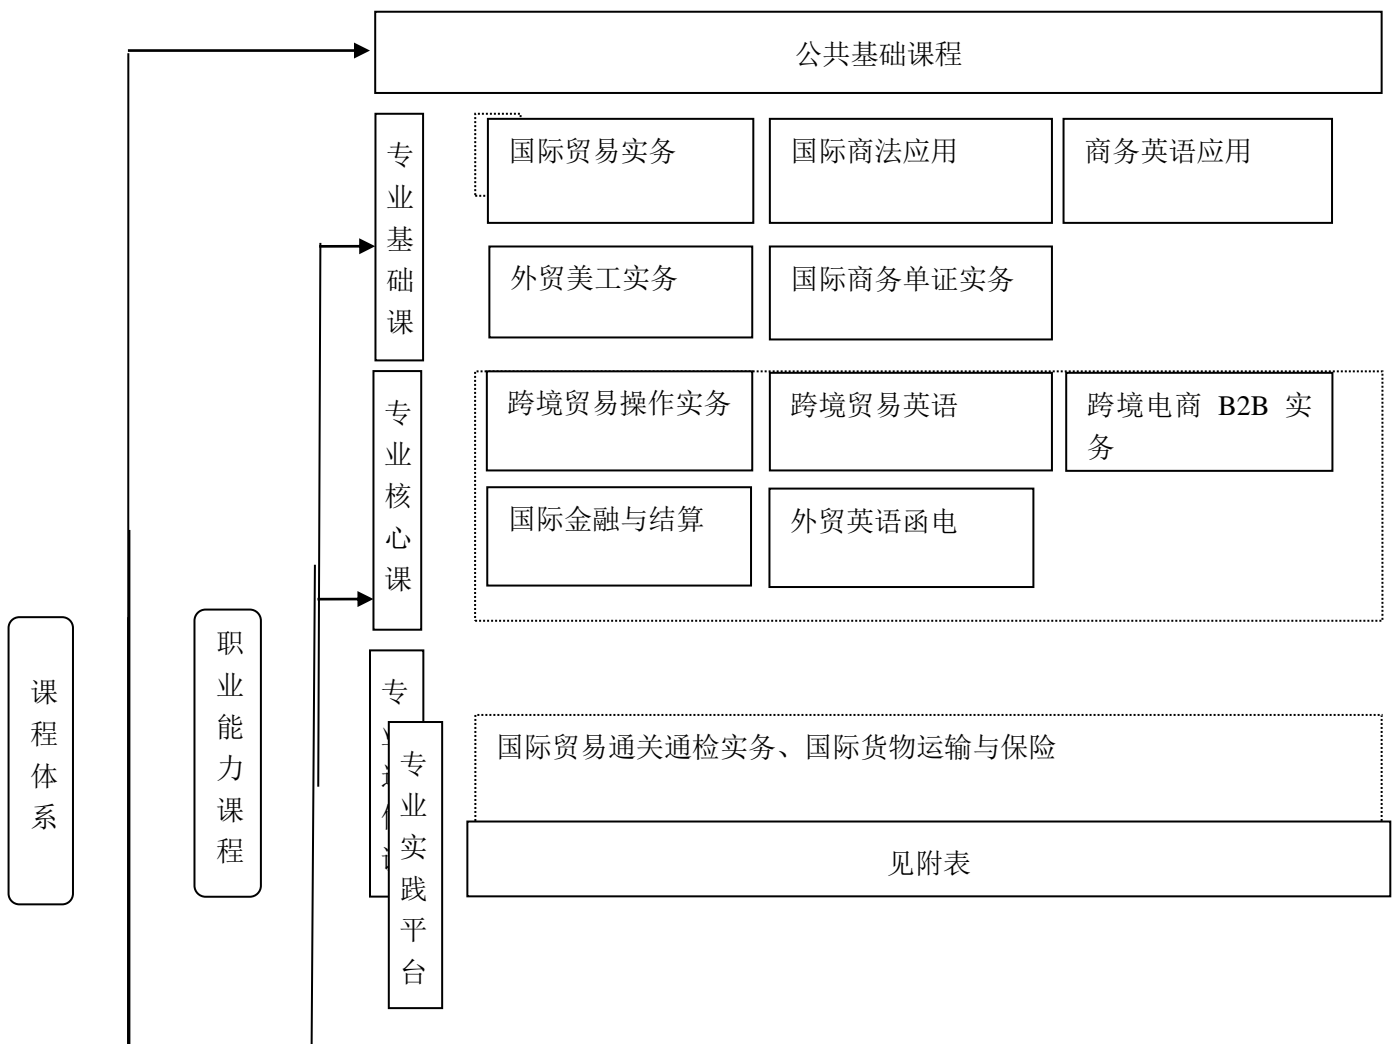 公共基础课程
专业基础课
国际贸易实务
国际商法应用
商务英语应用
外贸美工实务
国际商务单证实务
专业核心课
跨境贸易操作实务
跨境贸易英语
跨境电商 B2B 实
务
国际金融与结算
外贸英语函电
课程体系
职业能力课程
专
国际贸易通关通检实务、国际货物运输与保险
专业实践平台
见附表